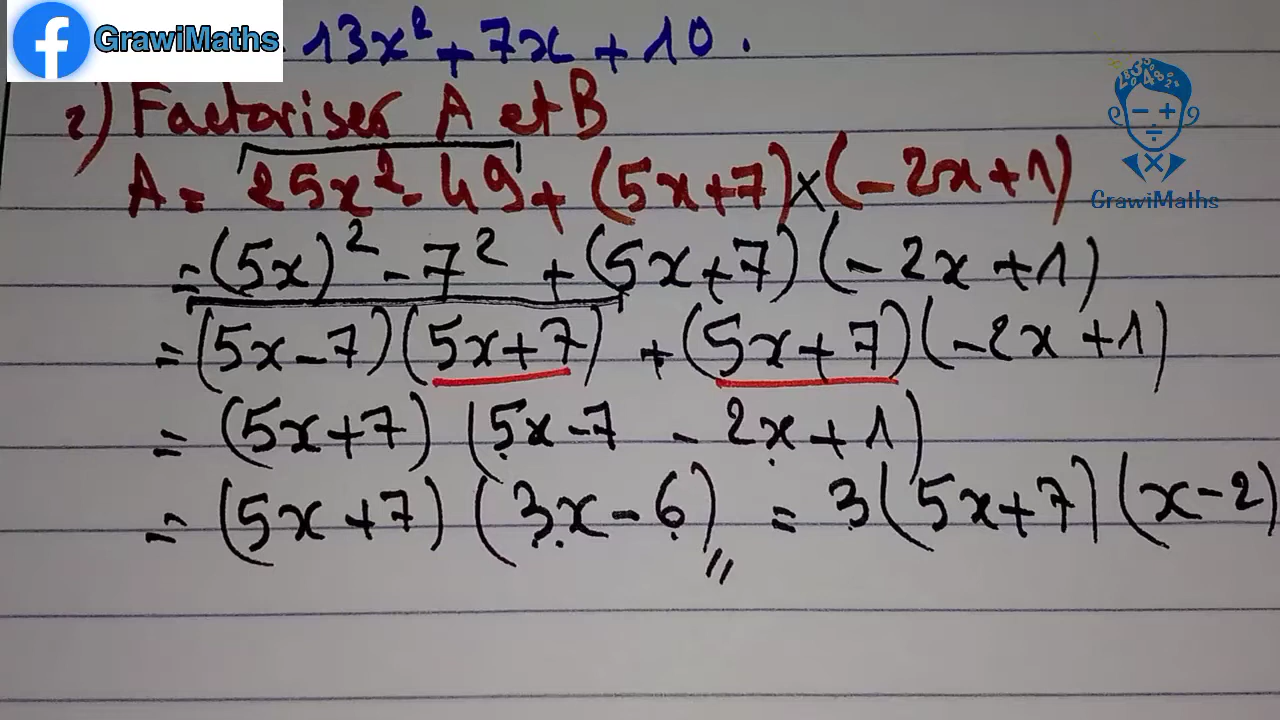 GrawiMaths
13x² + 7x + 10.
2) Factoriser A et B
A = 25x² - 49 + (5x+7)×(-2x+1)
GrawiMaths
= (5x)² - 7² + (5x+7)(-2x+1)
= (5x-7)(5x+7) + (5x+7)(-2x+1)
= (5x+7)(5x-7 - 2x+1)
= (5x+7)(3x-6)〃 = 3(5x+7)(x-2)